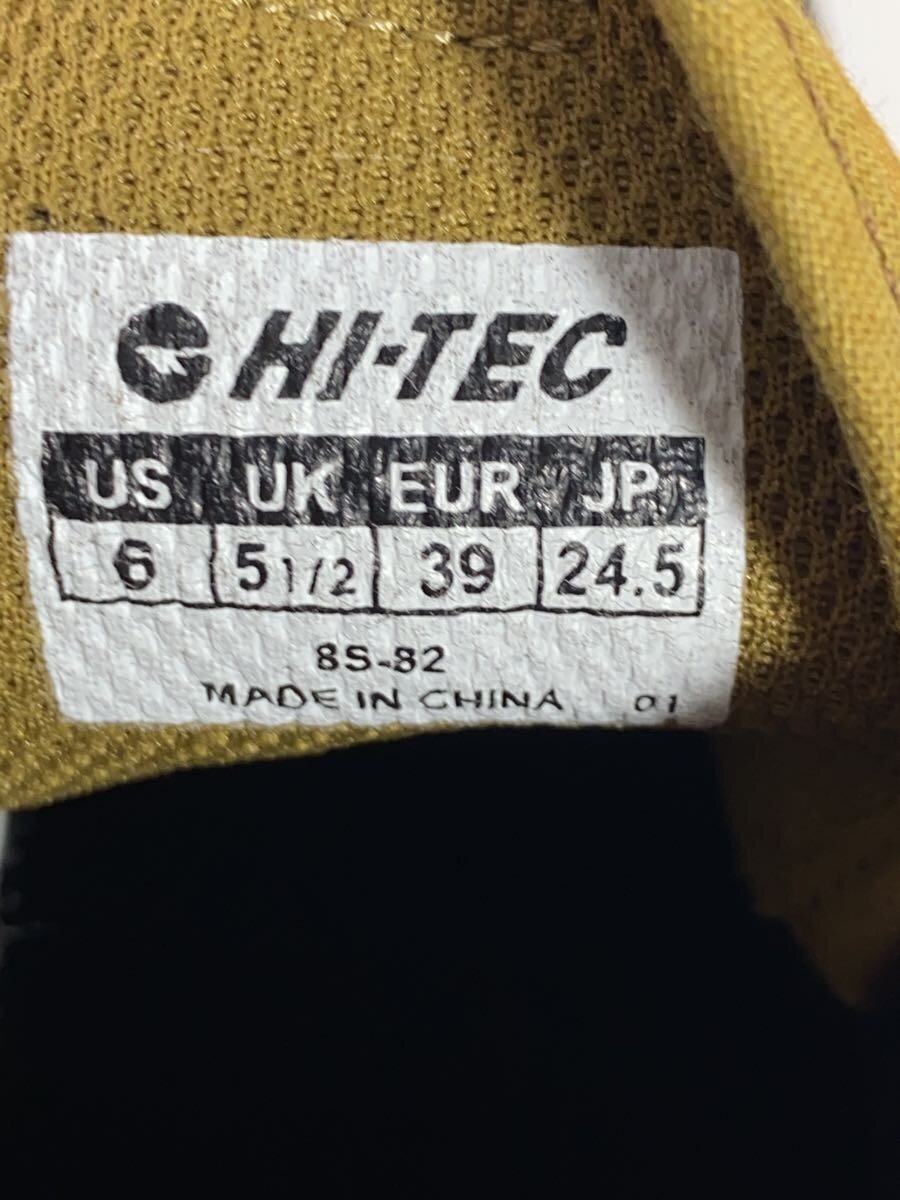 HI-TEC
US UK EUR JP
6 5 1/2 39 24.5
8S-82
MADE IN CHINA 01